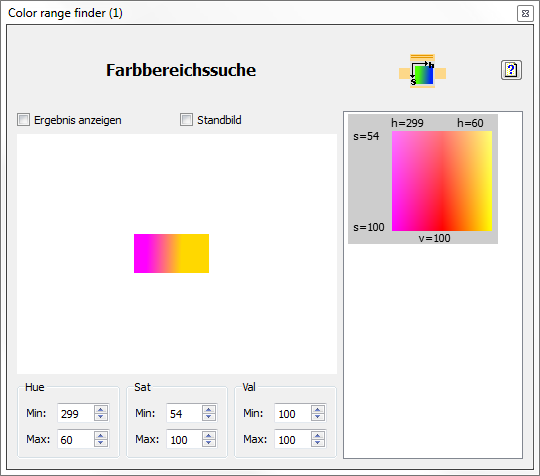 Color range finder (1)
Farbbereichssuche
h
s
?
Ergebnis anzeigen
Standbild
h=299 h=60
s=54
s=100
v=100
Hue
Min: 299
Max: 60
Sat
Min: 54
Max: 100
Val
Min: 100
Max: 100